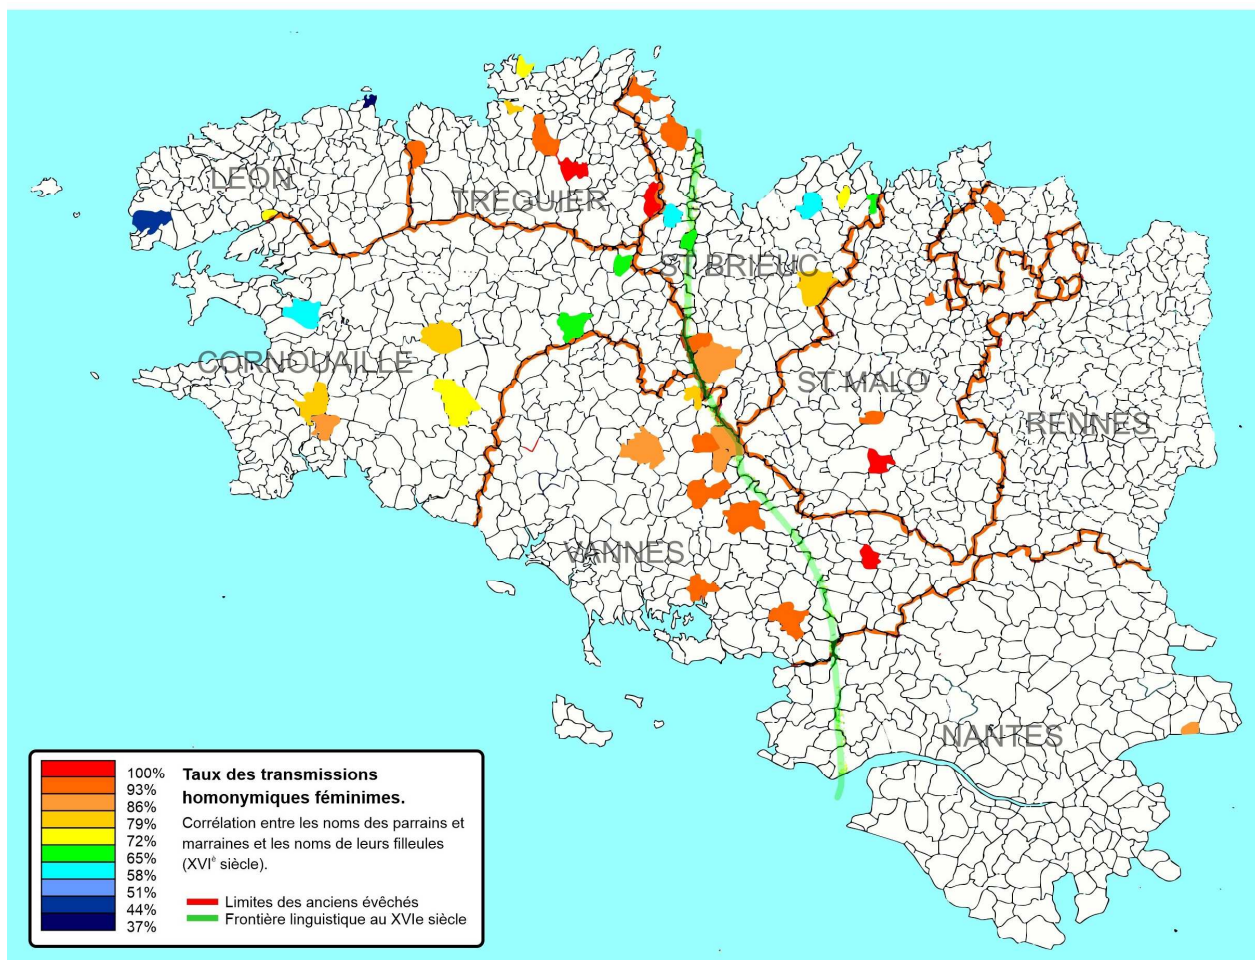 LEON
TREGUIER
ST BRIEUC
CORNOUAILLE
ST MALO
RENNES
VANNES
NANTES
100%
93%
86%
79%
72%
65%
58%
51%
44%
37%
Taux des transmissions
homonymiques féminimes.
Corrélation entre les noms des parrains et
marraines et les noms de leurs filleules
(XVIè siècle).
Limites des anciens évêchés
Frontière linguistique au XVIe siècle